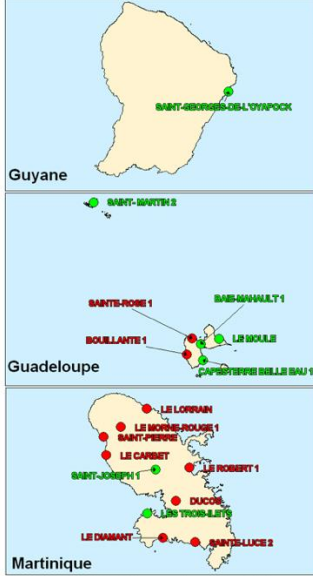 SAINT-GEORGES-DE-L'OYAPOCK
Guyane
SAINT- MARTIN 2
SAINTE-ROSE 1
BAIE-MAHAULT 1
BOUILLANTE 1
LE MOULE
Guadeloupe
CAPESTERRE BELLE EAU 1
LE LORRAIN
LE MORNE-ROUGE 1
SAINT-PIERRE
LE CARBET
SAINT-JOSEPH 1
LE ROBERT 1
DUCOS
LES TROIS-ILETS
LE DIAMANT
SAINTE-LUCE 2
Martinique